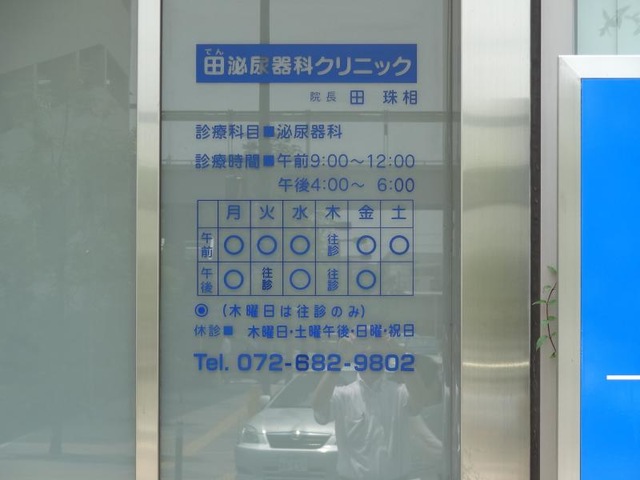 でん
田泌尿器科クリニック
院長 田 珠相
診療科目■泌尿器科
診療時間■午前9:00〜12:00
午後4:00〜 6:00
月 火 水 木 金 土
午前 ○ ○ ○ 往診 ○ ○
午後 ○ 往診 ○ 往診 ○
◉ (木曜日は往診のみ)
休診■ 木曜日・土曜午後・日曜・祝日
Tel. 072-682-9802